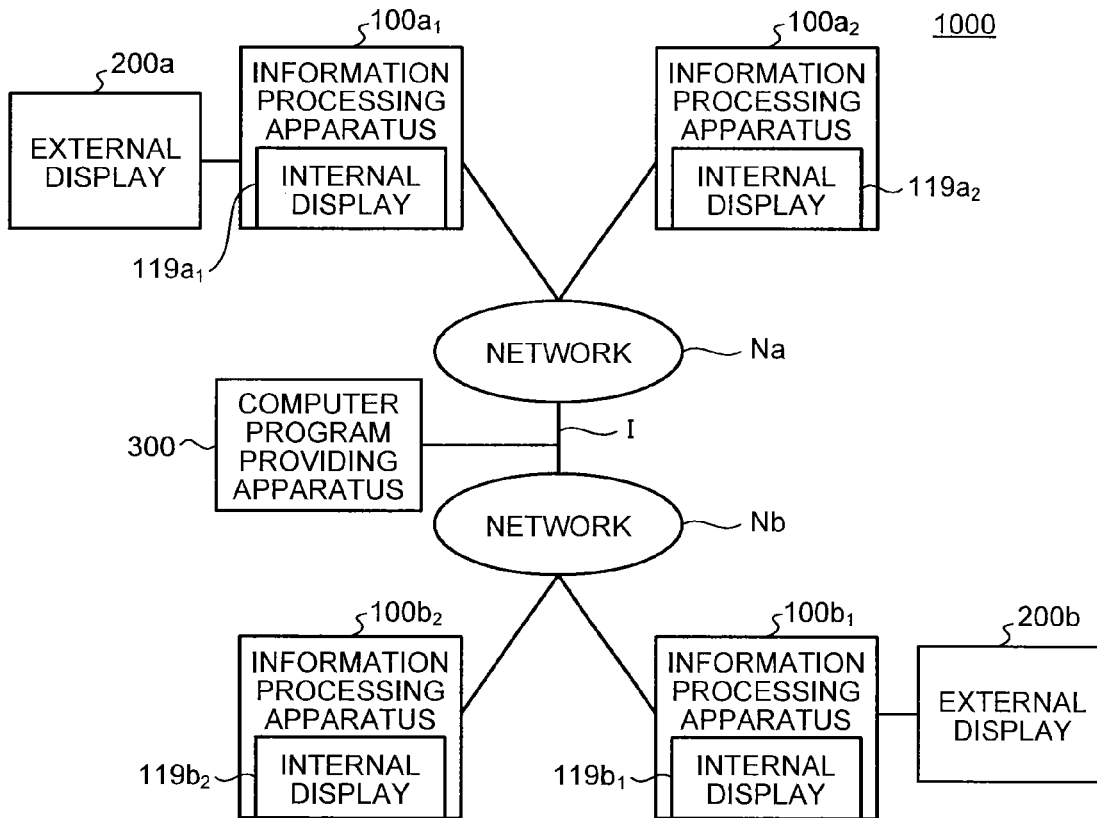 1000
100a₁
100a₂
200a
EXTERNAL
DISPLAY
INFORMATION
PROCESSING
APPARATUS
INTERNAL
DISPLAY
119a₁
INFORMATION
PROCESSING
APPARATUS
INTERNAL
DISPLAY
119a₂
NETWORK
Na
COMPUTER
PROGRAM
PROVIDING
APPARATUS
300
I
NETWORK
Nb
100b₂
INFORMATION
PROCESSING
APPARATUS
INTERNAL
DISPLAY
119b₂
100b₁
INFORMATION
PROCESSING
APPARATUS
INTERNAL
DISPLAY
119b₁
200b
EXTERNAL
DISPLAY